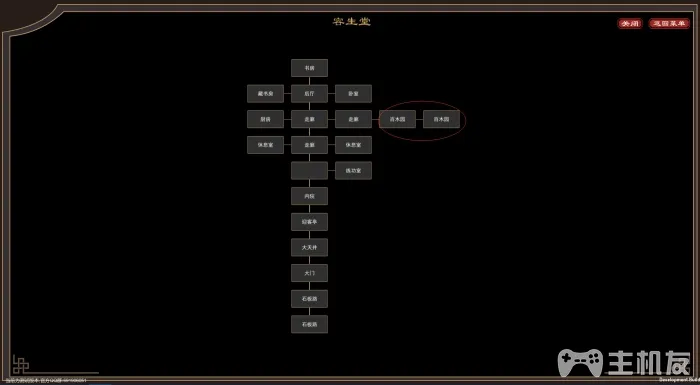 容生堂
关闭
返回菜单
书房
藏书房 后厅 卧室
厨房 走廊 走廊 百木园 百木园
休息室 走廊 休息室
练功室
内院
迎客亭
大天井
大门
石板路
石板路
主机友
Development Build